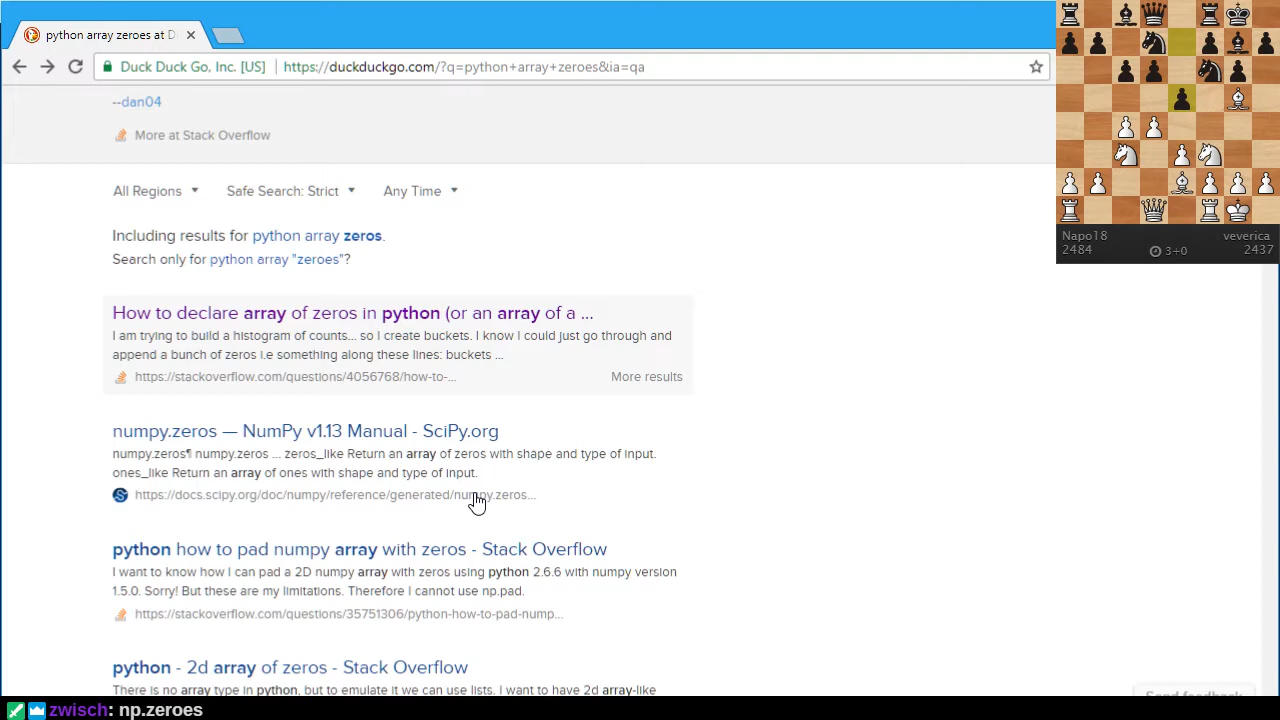 python array zeroes at D
Duck Duck Go, Inc. [US]
https://duckduckgo.com/?q=python+array+zeroes&ia=qa
--dan04
More at Stack Overflow
All Regions
Safe Search: Strict
Any Time
Including results for python array zeros.
Search only for python array "zeroes"?
How to declare array of zeros in python (or an array of a ...
I am trying to build a histogram of counts... so I create buckets. I know I could just go through and
append a bunch of zeros i.e something along these lines: buckets ...
https://stackoverflow.com/questions/4056768/how-to-...
More results
numpy.zeros — NumPy v1.13 Manual - SciPy.org
numpy.zeros¶ numpy.zeros ... zeros_like Return an array of zeros with shape and type of input.
ones_like Return an array of ones with shape and type of input.
https://docs.scipy.org/doc/numpy/reference/generated/numpy.zeros...
python how to pad numpy array with zeros - Stack Overflow
I want to know how I can pad a 2D numpy array with zeros using python 2.6.6 with numpy version
1.5.0. Sorry! But these are my limitations. Therefore I cannot use np.pad.
https://stackoverflow.com/questions/35751306/python-how-to-pad-nump...
python - 2d array of zeros - Stack Overflow
There is no array type in python, but to emulate it we can use lists. I want to have 2d array-like
Send feedback
Napo18
veverica
2484
3+0
2437
zwisch: np.zeroes